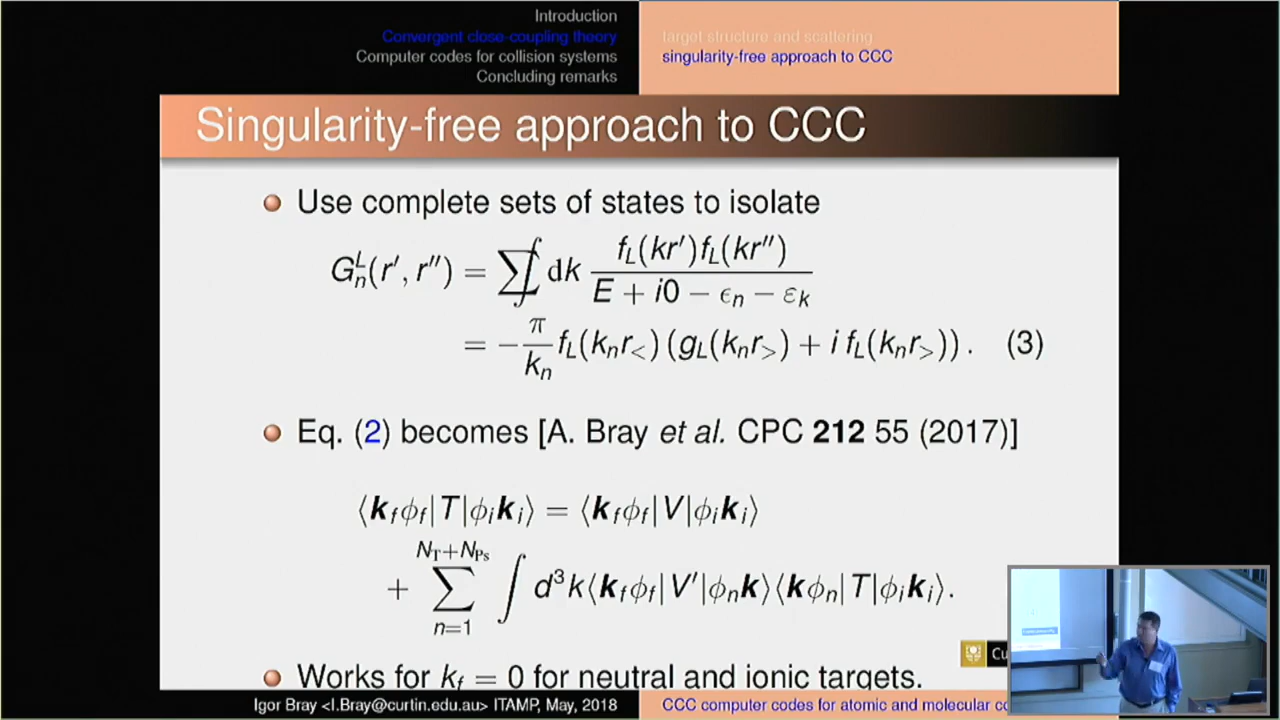 Introduction
Convergent close-coupling theory
Computer codes for collision systems
Concluding remarks
target structure and scattering
singularity-free approach to CCC
Singularity-free approach to CCC
Use complete sets of states to isolate
G_n^L(r′, r″) = ∑∫ dk f_L(kr′)f_L(kr″) / (E + i0 − ϵ_n − ε_k)
= − π/k_n f_L(k_n r_<) (g_L(k_n r_>) + i f_L(k_n r_>)) . (3)
Eq. (2) becomes [A. Bray et al. CPC 212 55 (2017)]
⟨k_f ϕ_f|T|ϕ_i k_i⟩ = ⟨k_f ϕ_f|V|ϕ_i k_i⟩
+ ∑_{n=1}^{N_T+N_Ps} ∫ d³k⟨k_f ϕ_f|V′|ϕ_n k⟩⟨kϕ_n|T|ϕ_i k_i⟩.
Works for k_f = 0 for neutral and ionic targets.
Igor Bray <I.Bray@curtin.edu.au> ITAMP, May, 2018
CCC computer codes for atomic and molecular